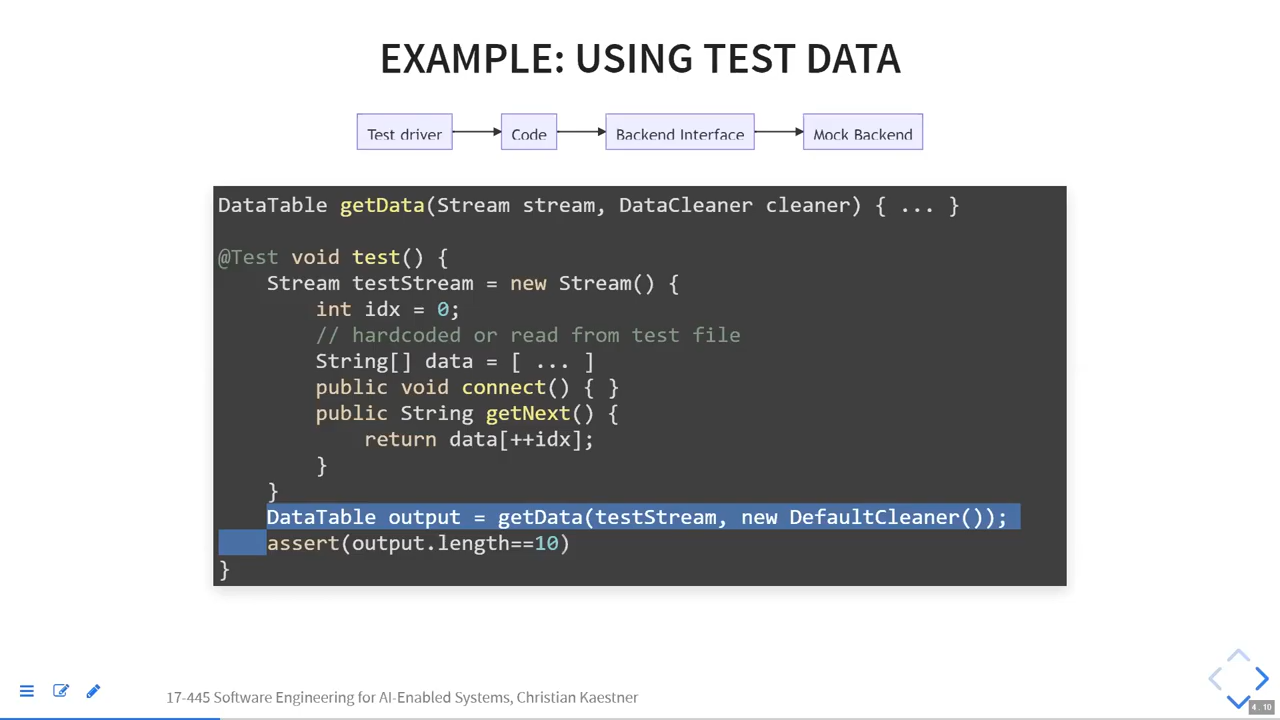 EXAMPLE: USING TEST DATA
Test driver
Code
Backend Interface
Mock Backend
DataTable getData(Stream stream, DataCleaner cleaner) { ... }
@Test void test() {
    Stream testStream = new Stream() {
        int idx = 0;
        // hardcoded or read from test file
        String[] data = [ ... ]
        public void connect() { }
        public String getNext() {
            return data[++idx];
        }
    }
    DataTable output = getData(testStream, new DefaultCleaner());
    assert(output.length==10)
}
17-445 Software Engineering for AI-Enabled Systems, Christian Kaestner
4 . 10